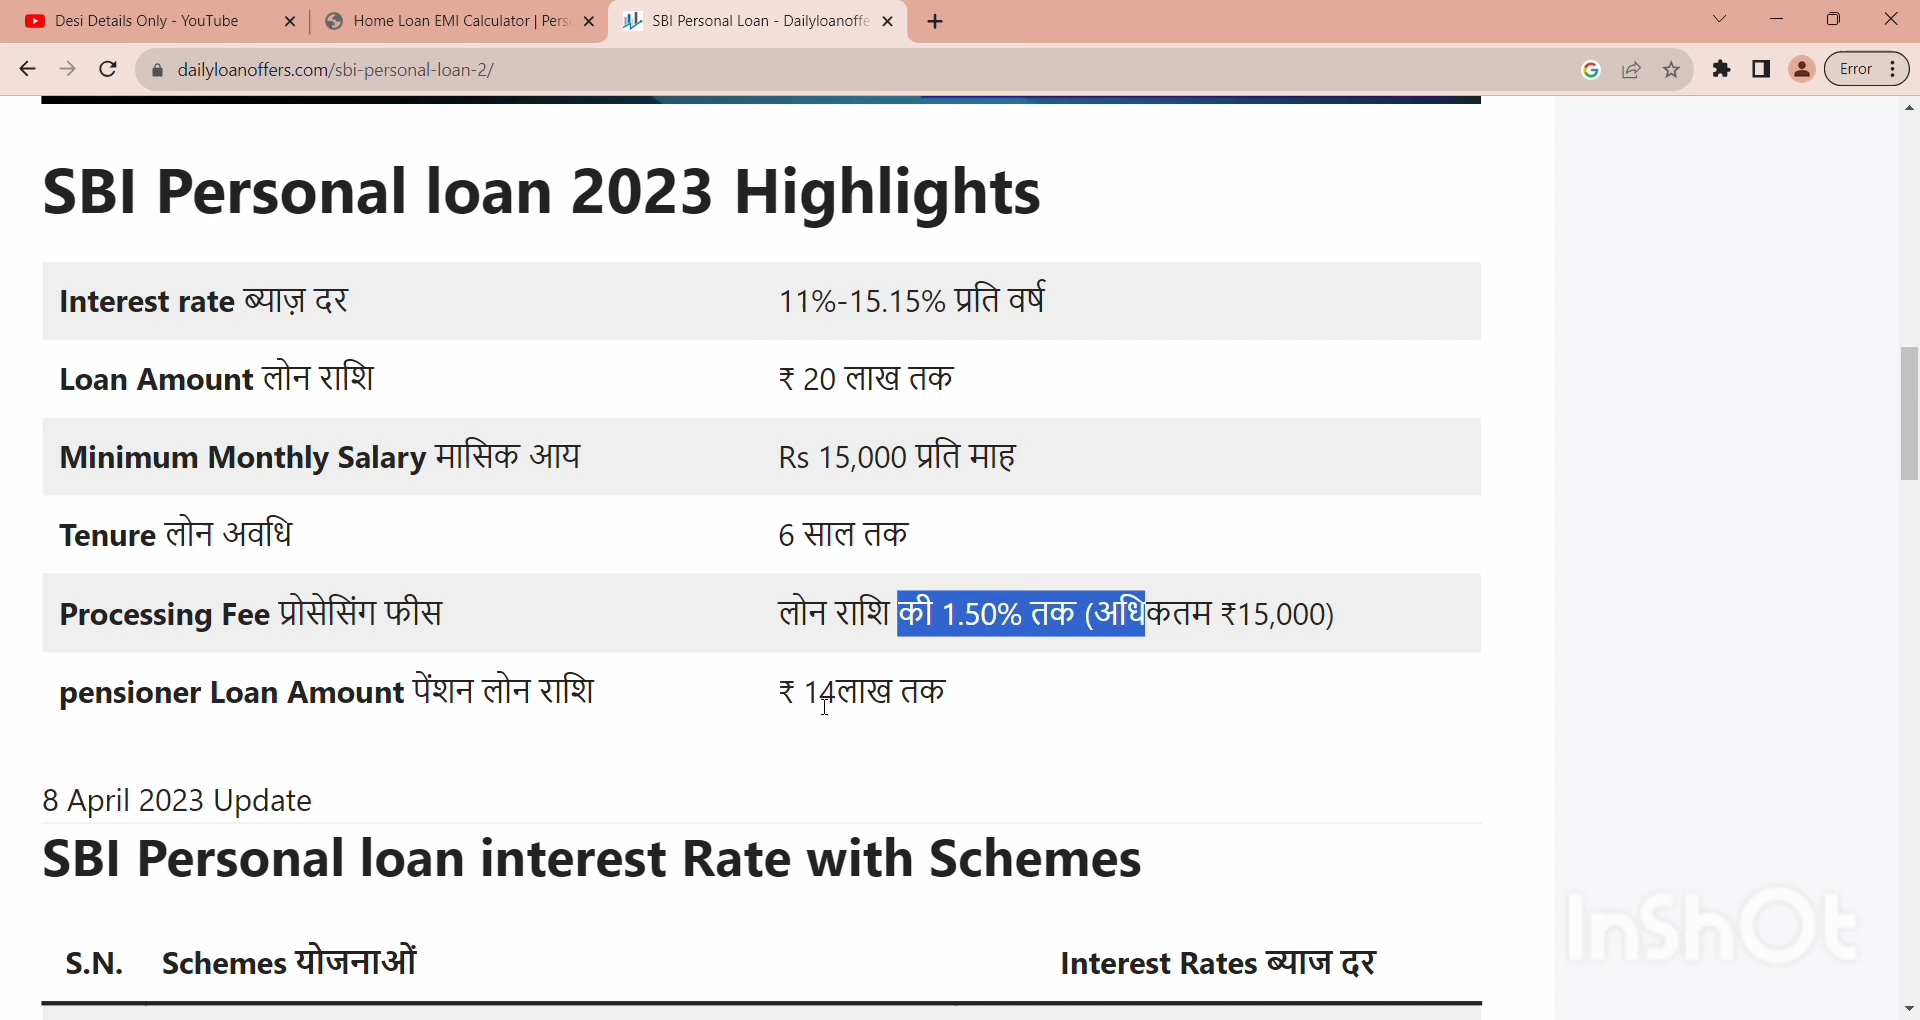 Desi Details Only - YouTube
Home Loan EMI Calculator | Pers
SBI Personal Loan - Dailyloanoffe
dailyloanoffers.com/sbi-personal-loan-2/
Error
SBI Personal loan 2023 Highlights
Interest rate ब्याज़ दर 11%-15.15% प्रति वर्ष
Loan Amount लोन राशि ₹ 20 लाख तक
Minimum Monthly Salary मासिक आय Rs 15,000 प्रति माह
Tenure लोन अवधि 6 साल तक
Processing Fee प्रोसेसिंग फीस लोन राशि की 1.50% तक (अधिकतम ₹15,000)
pensioner Loan Amount पेंशन लोन राशि ₹ 14लाख तक
8 April 2023 Update
SBI Personal loan interest Rate with Schemes
S.N. Schemes योजनाओं Interest Rates ब्याज दर
InShOt